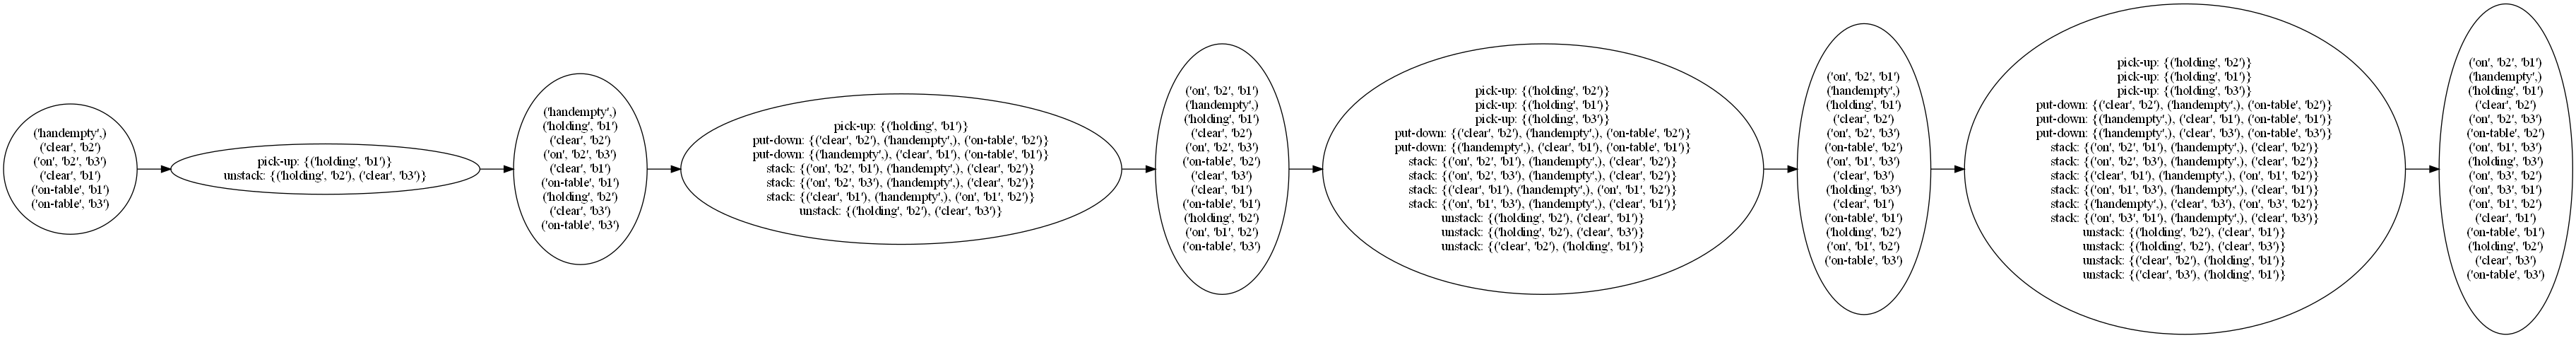 ('handempty',)
('clear', 'b2')
('on', 'b2', 'b3')
('clear', 'b1')
('on-table', 'b1')
('on-table', 'b3')
pick-up: {('holding', 'b1')}
unstack: {('holding', 'b2'), ('clear', 'b3')}
('handempty',)
('holding', 'b1')
('clear', 'b2')
('on', 'b2', 'b3')
('clear', 'b1')
('on-table', 'b1')
('holding', 'b2')
('clear', 'b3')
('on-table', 'b3')
pick-up: {('holding', 'b1')}
put-down: {('clear', 'b2'), ('handempty',), ('on-table', 'b2')}
put-down: {('handempty',), ('clear', 'b1'), ('on-table', 'b1')}
stack: {('on', 'b2', 'b1'), ('handempty',), ('clear', 'b2')}
stack: {('on', 'b2', 'b3'), ('handempty',), ('clear', 'b2')}
stack: {('clear', 'b1'), ('handempty',), ('on', 'b1', 'b2')}
unstack: {('holding', 'b2'), ('clear', 'b3')}
('on', 'b2', 'b1')
('handempty',)
('holding', 'b1')
('clear', 'b2')
('on', 'b2', 'b3')
('on-table', 'b2')
('clear', 'b3')
('clear', 'b1')
('on-table', 'b1')
('holding', 'b2')
('on', 'b1', 'b2')
('on-table', 'b3')
pick-up: {('holding', 'b2')}
pick-up: {('holding', 'b1')}
pick-up: {('holding', 'b3')}
put-down: {('clear', 'b2'), ('handempty',), ('on-table', 'b2')}
put-down: {('handempty',), ('clear', 'b1'), ('on-table', 'b1')}
stack: {('on', 'b2', 'b1'), ('handempty',), ('clear', 'b2')}
stack: {('on', 'b2', 'b3'), ('handempty',), ('clear', 'b2')}
stack: {('clear', 'b1'), ('handempty',), ('on', 'b1', 'b2')}
stack: {('on', 'b1', 'b3'), ('handempty',), ('clear', 'b1')}
unstack: {('holding', 'b2'), ('clear', 'b1')}
unstack: {('holding', 'b2'), ('clear', 'b3')}
unstack: {('clear', 'b2'), ('holding', 'b1')}
('on', 'b2', 'b1')
('handempty',)
('holding', 'b1')
('clear', 'b2')
('on', 'b2', 'b3')
('on-table', 'b2')
('on', 'b1', 'b3')
('clear', 'b3')
('holding', 'b3')
('clear', 'b1')
('on-table', 'b1')
('holding', 'b2')
('on', 'b1', 'b2')
('on-table', 'b3')
pick-up: {('holding', 'b2')}
pick-up: {('holding', 'b1')}
pick-up: {('holding', 'b3')}
put-down: {('clear', 'b2'), ('handempty',), ('on-table', 'b2')}
put-down: {('handempty',), ('clear', 'b1'), ('on-table', 'b1')}
put-down: {('handempty',), ('clear', 'b3'), ('on-table', 'b3')}
stack: {('on', 'b2', 'b1'), ('handempty',), ('clear', 'b2')}
stack: {('on', 'b2', 'b3'), ('handempty',), ('clear', 'b2')}
stack: {('clear', 'b1'), ('handempty',), ('on', 'b1', 'b2')}
stack: {('on', 'b1', 'b3'), ('handempty',), ('clear', 'b1')}
stack: {('handempty',), ('clear', 'b3'), ('on', 'b3', 'b2')}
stack: {('on', 'b3', 'b1'), ('handempty',), ('clear', 'b3')}
unstack: {('holding', 'b2'), ('clear', 'b1')}
unstack: {('holding', 'b2'), ('clear', 'b3')}
unstack: {('clear', 'b2'), ('holding', 'b1')}
unstack: {('clear', 'b3'), ('holding', 'b1')}
('on', 'b2', 'b1')
('handempty',)
('holding', 'b1')
('clear', 'b2')
('on', 'b2', 'b3')
('on-table', 'b2')
('on', 'b1', 'b3')
('holding', 'b3')
('on', 'b3', 'b2')
('on', 'b3', 'b1')
('on', 'b1', 'b2')
('clear', 'b1')
('on-table', 'b1')
('holding', 'b2')
('clear', 'b3')
('on-table', 'b3')